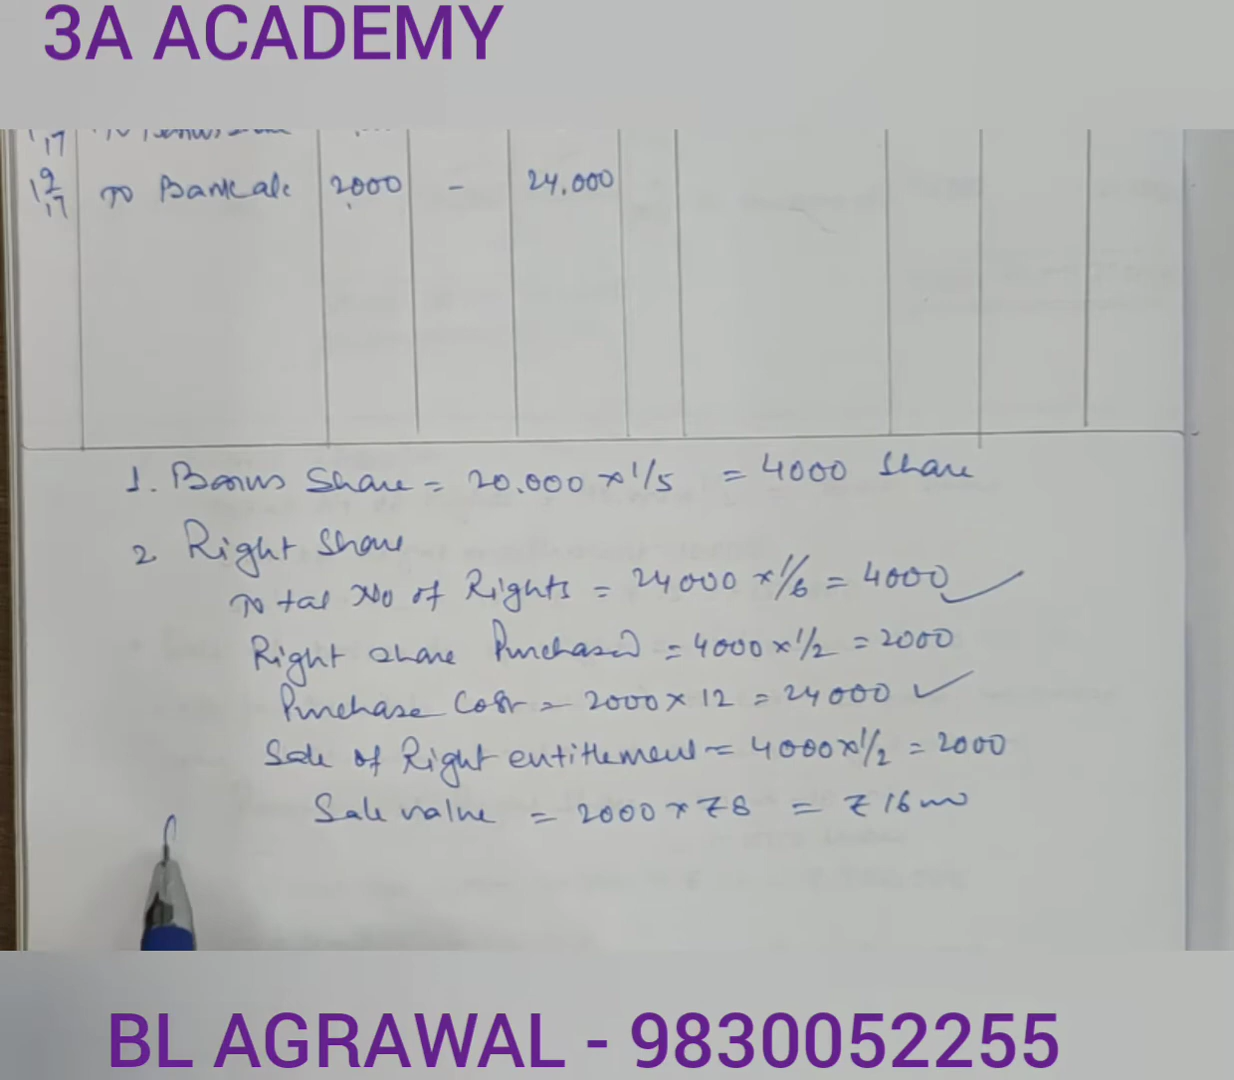 3A ACADEMY
17
19/17 To Bank a/c 2000 - 24,000
1. Bonus Share = 20,000 × 1/5 = 4000 Share
2 Right Share
Total No of Rights = 24000 × 1/6 = 4000 ✓
Right share Purchased = 4000 × 1/2 = 2000
Purchase Cost = 2000 × 12 = 24000 ✓
Sale of Right entitlement = 4000 × 1/2 = 2000
Sale value = 2000 × ₹8 = ₹16000
BL AGRAWAL - 9830052255